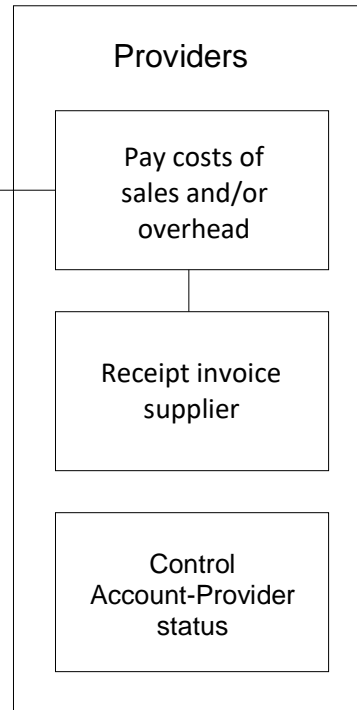 Providers
Pay costs of
sales and/or
overhead
Receipt invoice
supplier
Control
Account-Provider
status